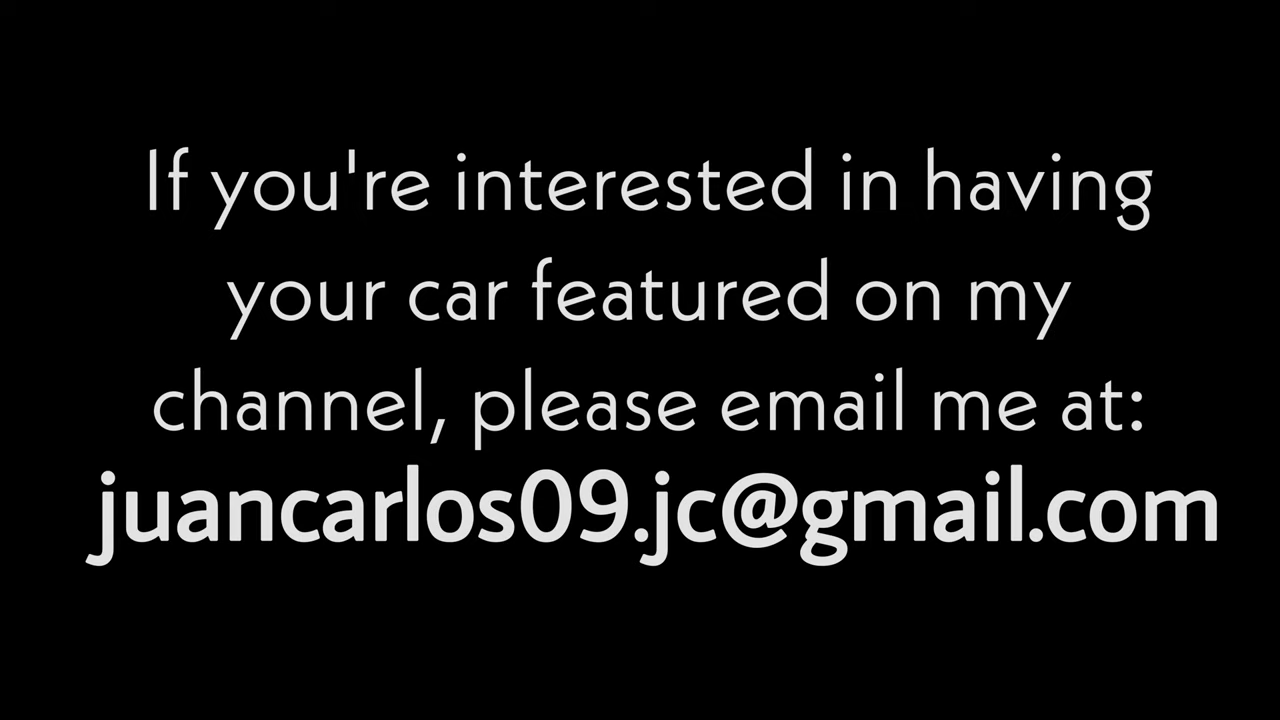 If you're interested in having
your car featured on my
channel, please email me at:
juancarlos09.jc@gmail.com